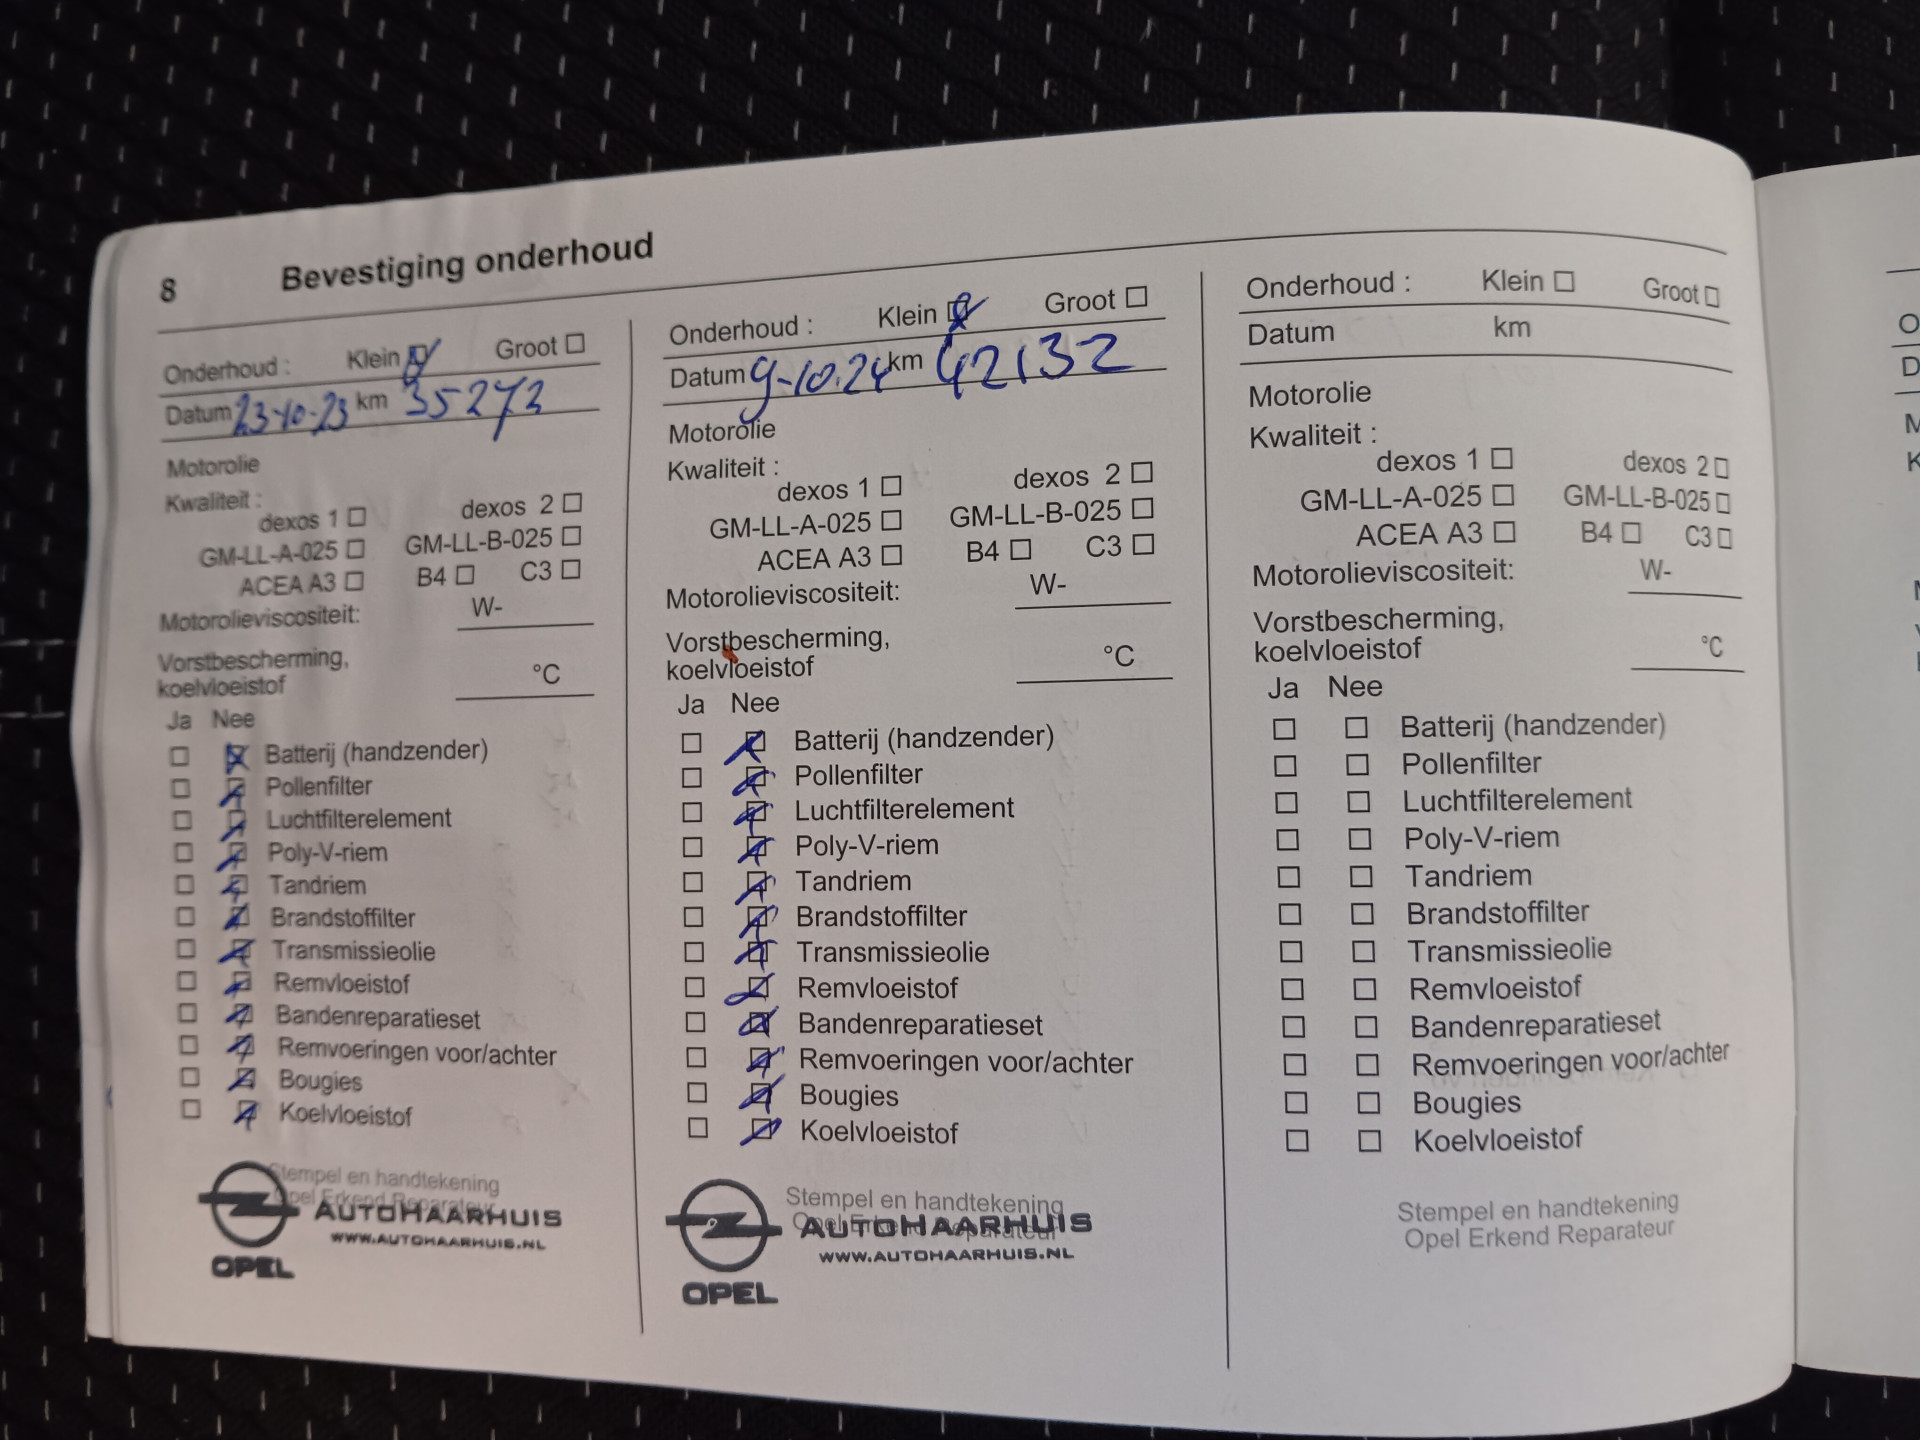 8 Bevestiging onderhoud
Onderhoud : Klein ☒ Groot ☐
Datum 23-10-23 km 35273
Motorolie
Kwaliteit :
dexos 1 ☐ dexos 2 ☐
GM-LL-A-025 ☐ GM-LL-B-025 ☐
ACEA A3 ☐ B4 ☐ C3 ☐
Motorolieviscositeit: W-
Vorstbescherming,
koelvloeistof °C
Ja Nee
☐ ☒ Batterij (handzender)
☐ ☒ Pollenfilter
☐ ☒ Luchtfilterelement
☐ ☒ Poly-V-riem
☐ ☒ Tandriem
☐ ☒ Brandstoffilter
☐ ☒ Transmissieolie
☐ ☒ Remvloeistof
☐ ☒ Bandenreparatieset
☐ ☒ Remvoeringen voor/achter
☐ ☒ Bougies
☐ ☒ Koelvloeistof
Stempel en handtekening
Opel Erkend Reparateur
AUTOHAARHUIS
WWW.AUTOHAARHUIS.NL
OPEL
Onderhoud : Klein ☒ Groot ☐
Datum 9-10-24 km 42132
Motorolie
Kwaliteit :
dexos 1 ☐ dexos 2 ☐
GM-LL-A-025 ☐ GM-LL-B-025 ☐
ACEA A3 ☐ B4 ☐ C3 ☐
Motorolieviscositeit: W-
Vorstbescherming,
koelvloeistof °C
Ja Nee
☐ ☒ Batterij (handzender)
☐ ☒ Pollenfilter
☐ ☒ Luchtfilterelement
☐ ☒ Poly-V-riem
☐ ☒ Tandriem
☐ ☒ Brandstoffilter
☐ ☒ Transmissieolie
☐ ☒ Remvloeistof
☐ ☒ Bandenreparatieset
☐ ☒ Remvoeringen voor/achter
☐ ☒ Bougies
☐ ☒ Koelvloeistof
Stempel en handtekening
Opel Erkend Reparateur
AUTOHAARHUIS
WWW.AUTOHAARHUIS.NL
OPEL
Onderhoud : Klein ☐ Groot ☐
Datum km
Motorolie
Kwaliteit :
dexos 1 ☐ dexos 2 ☐
GM-LL-A-025 ☐ GM-LL-B-025 ☐
ACEA A3 ☐ B4 ☐ C3 ☐
Motorolieviscositeit: W-
Vorstbescherming,
koelvloeistof °C
Ja Nee
☐ ☐ Batterij (handzender)
☐ ☐ Pollenfilter
☐ ☐ Luchtfilterelement
☐ ☐ Poly-V-riem
☐ ☐ Tandriem
☐ ☐ Brandstoffilter
☐ ☐ Transmissieolie
☐ ☐ Remvloeistof
☐ ☐ Bandenreparatieset
☐ ☐ Remvoeringen voor/achter
☐ ☐ Bougies
☐ ☐ Koelvloeistof
Stempel en handtekening
Opel Erkend Reparateur